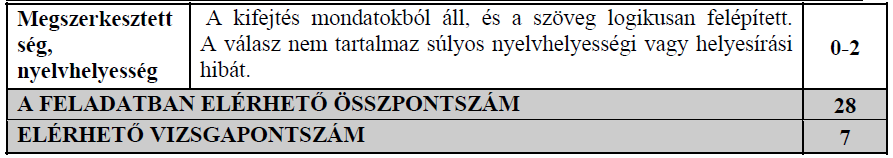 Megszerkesztett
ség,
nyelvhelyesség
A kifejtés mondatokból áll, és a szöveg logikusan felépített.
A válasz nem tartalmaz súlyos nyelvhelyességi vagy helyesírási
hibát.
0-2
A FELADATBAN ELÉRHETŐ ÖSSZPONTSZÁM 28
ELÉRHETŐ VIZSGAPONTSZÁM 7